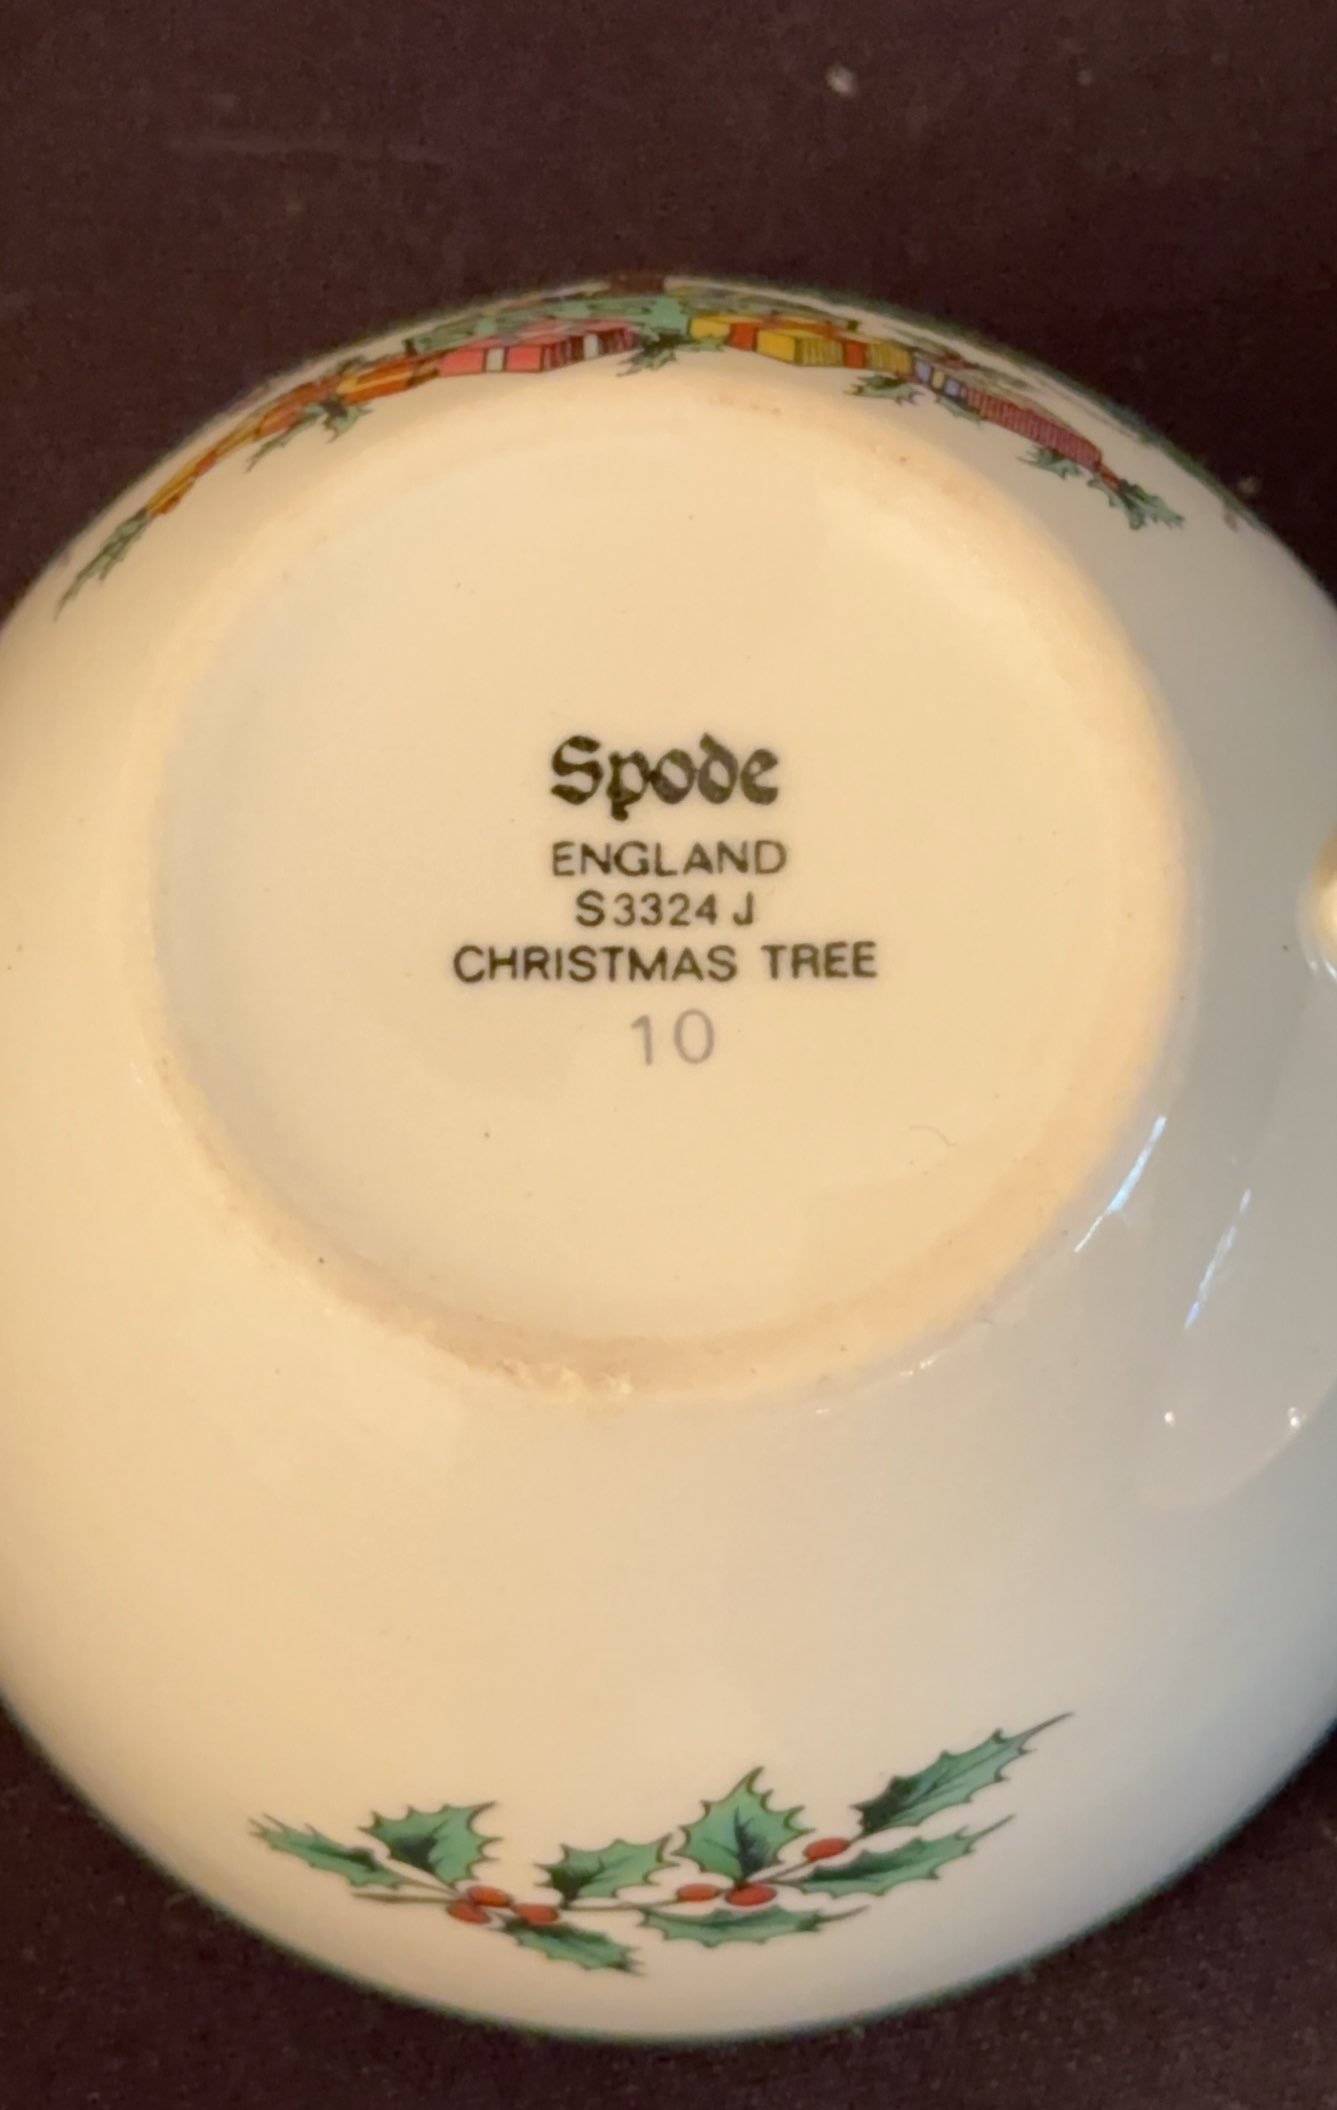 Spode
ENGLAND
S3324 J
CHRISTMAS TREE
10